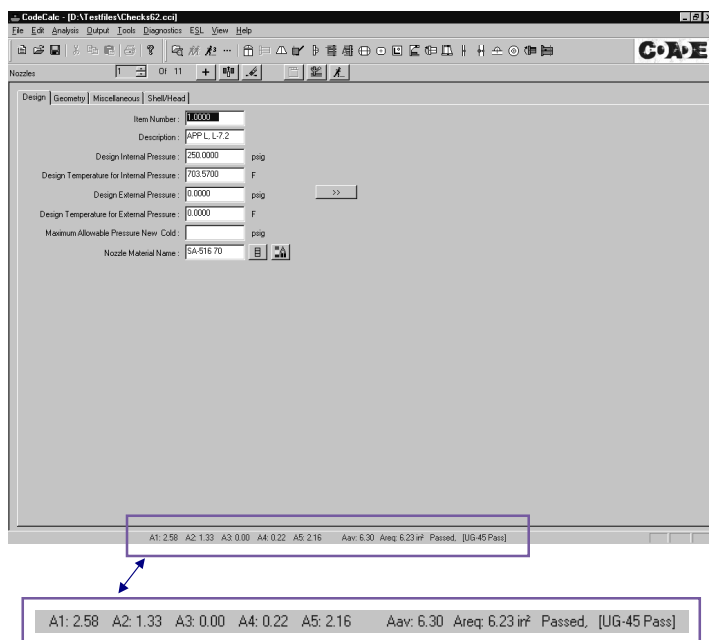 CodeCalc - [D:\Testfiles\Checks62.cci]
File Edit Analysis Output Tools Diagnostics ESL View Help
CODE
Nozzles 1 Of 11
Design Geometry Miscellaneous Shell/Head
Item Number : 1.0000
Description : APP L, L-7.2
Design Internal Pressure : 250.0000 psig
Design Temperature for Internal Pressure : 703.5700 F
Design External Pressure : 0.0000 psig >>
Design Temperature for External Pressure : 0.0000 F
Maximum Allowable Pressure New Cold : psig
Nozzle Material Name : SA-516 70
A1: 2.58 A2: 1.33 A3: 0.00 A4: 0.22 A5: 2.16 Aav: 6.30 Areq: 6.23 in² Passed, [UG-45 Pass]
A1: 2.58 A2: 1.33 A3: 0.00 A4: 0.22 A5: 2.16 Aav: 6.30 Areq: 6.23 in² Passed, [UG-45 Pass]